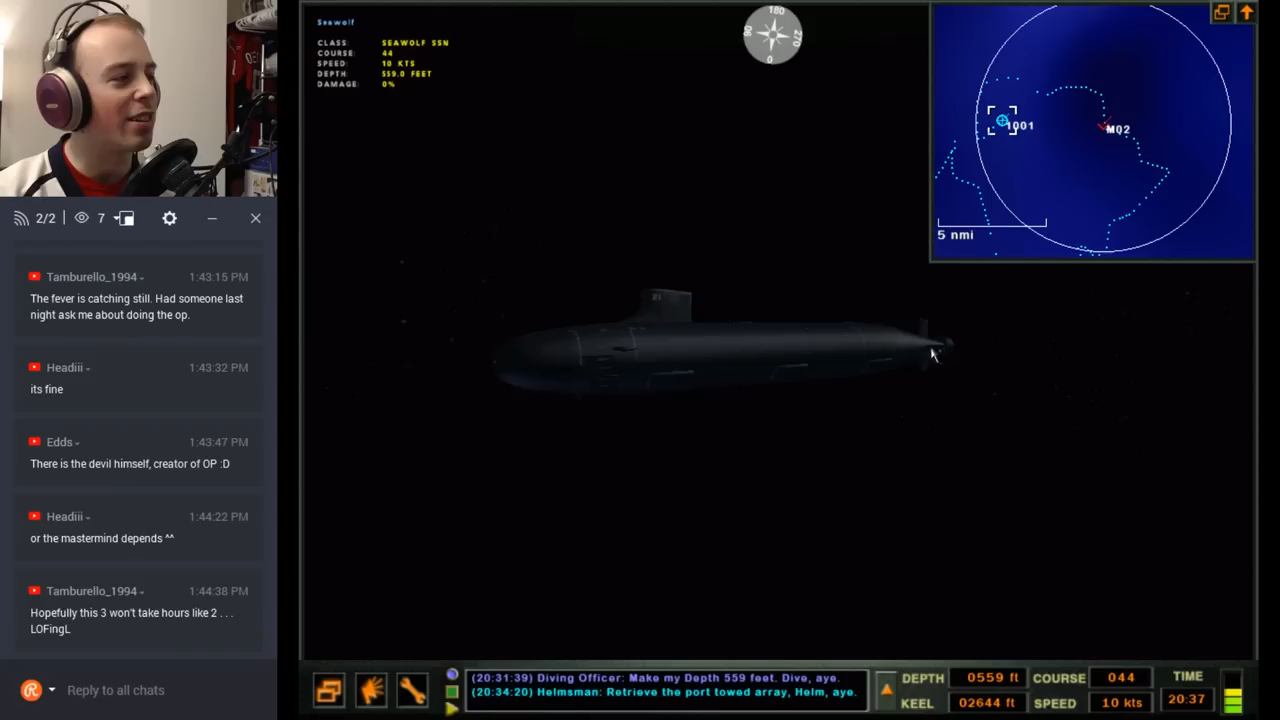 2/2 7
Tamburello_1994 1:43:15 PM
The fever is catching still. Had someone last
night ask me about doing the op.
Headiii 1:43:32 PM
its fine
Edds 1:43:47 PM
There is the devil himself, creator of OP :D
Headiii 1:44:22 PM
or the mastermind depends ^^
Tamburello_1994 1:44:38 PM
Hopefully this 3 won't take hours like 2 . . .
LOFingL
Reply to all chats
Seawolf
CLASS: SEAWOLF SSN
COURSE: 44
SPEED: 10 KTS
DEPTH: 559.0 FEET
DAMAGE: 0%
180
90 270
0
1001
M02
5 nmi
21
(20:31:39) Diving Officer: Make my Depth 559 feet. Dive, aye.
(20:34:20) Helmsman: Retrieve the port towed array, Helm, aye.
DEPTH 0559 ft COURSE 044 TIME
KEEL 02644 ft SPEED 10 kts 20:37